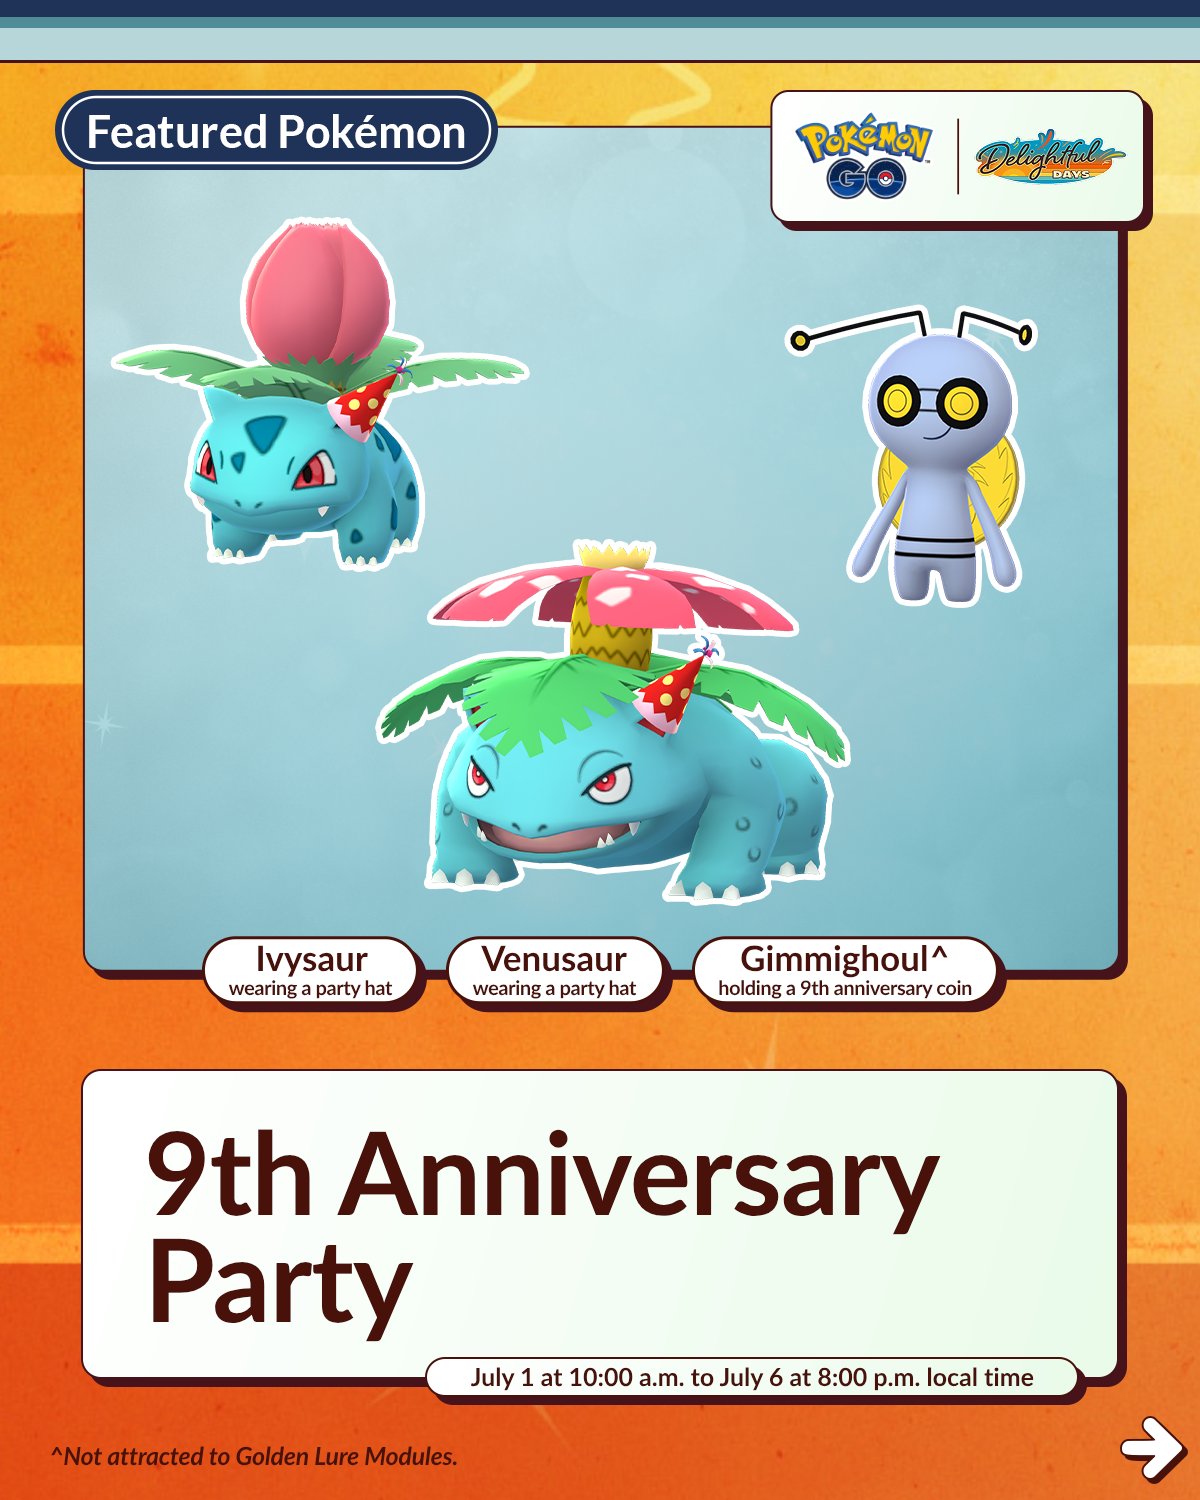 Featured Pokémon
POKÉMON
GO
Delightful
DAYS
Ivysaur
wearing a party hat
Venusaur
wearing a party hat
Gimmighoul^
holding a 9th anniversary coin
9th Anniversary
Party
July 1 at 10:00 a.m. to July 6 at 8:00 p.m. local time
^Not attracted to Golden Lure Modules.